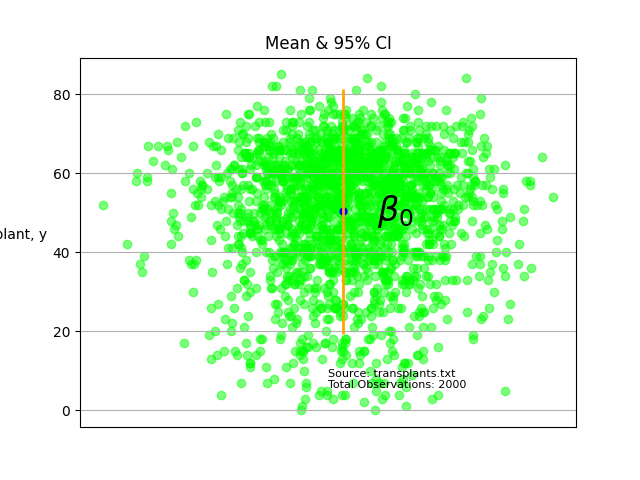 Mean & 95% CI
80
60
β0
plant, y
40
20
Source: transplants.txt
Total Observations: 2000
0